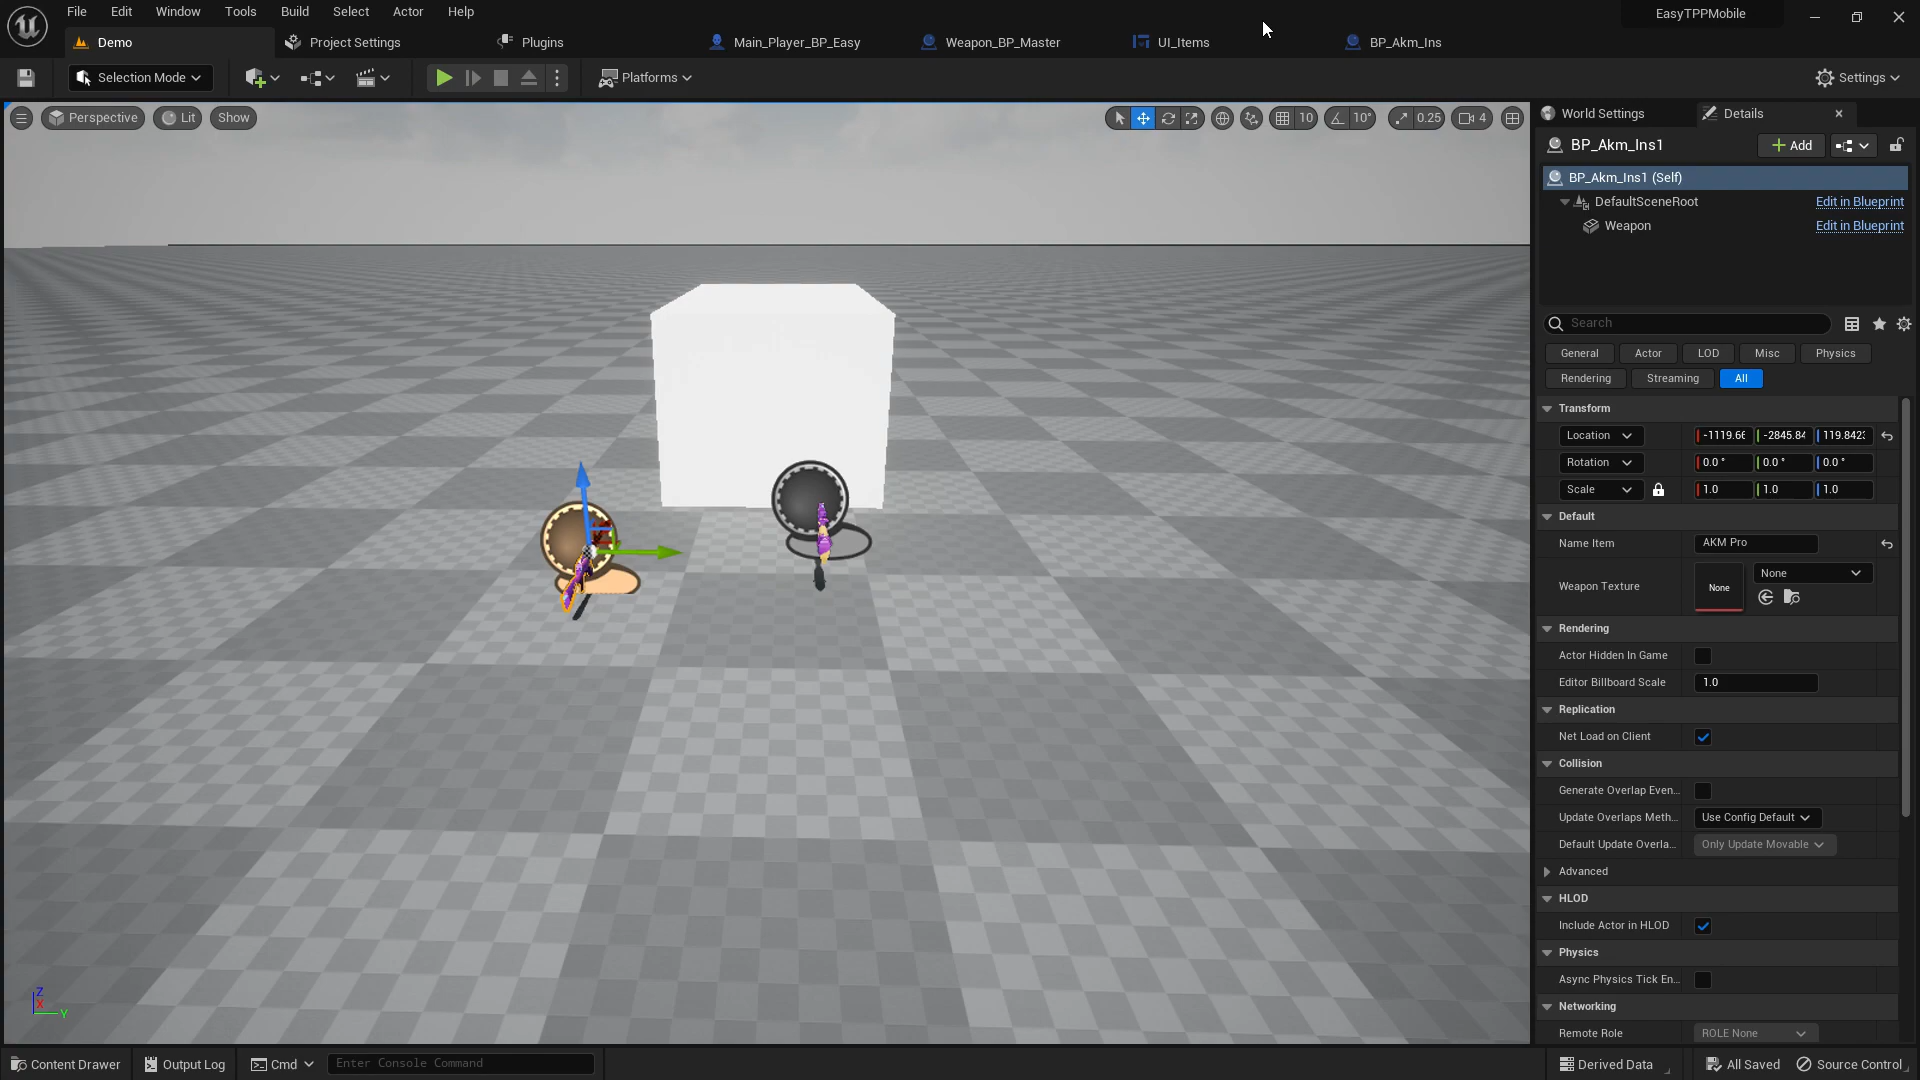 File Edit Window Tools Build Select Actor Help
EasyTPPMobile
Demo Project Settings Plugins Main_Player_BP_Easy Weapon_BP_Master UI_Items BP_Akm_Ins
Selection Mode Platforms Settings
Perspective Lit Show 10 10° 0.25 4
World Settings Details
BP_Akm_Ins1 Add
BP_Akm_Ins1 (Self)
DefaultSceneRoot Edit in Blueprint
Weapon Edit in Blueprint
Search
General Actor LOD Misc Physics
Rendering Streaming All
Transform
Location -1119.66 -2845.84 119.8423
Rotation 0.0 ° 0.0 ° 0.0 °
Scale 1.0 1.0 1.0
Default
Name Item AKM Pro
None
Weapon Texture None
Rendering
Actor Hidden In Game
Editor Billboard Scale 1.0
Replication
Net Load on Client
Collision
Generate Overlap Even...
Update Overlaps Meth... Use Config Default
Default Update Overla... Only Update Movable
Advanced
HLOD
Include Actor in HLOD
Physics
Async Physics Tick En...
Networking
Remote Role ROLE None
Z
X
Y
Content Drawer Output Log Cmd Enter Console Command Derived Data All Saved Source Control